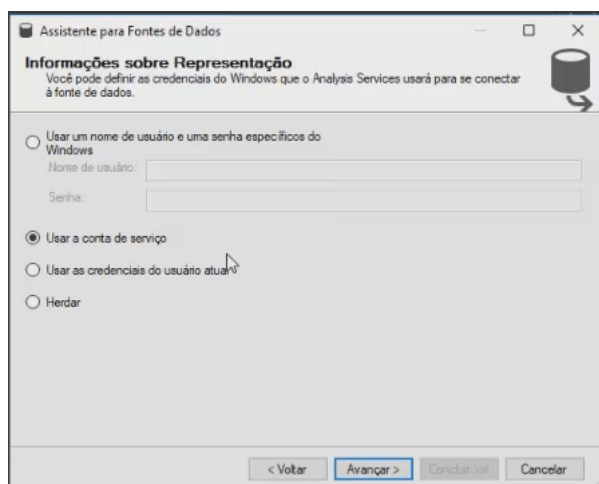 Assistente para Fontes de Dados
Informações sobre Representação
Você pode definir as credenciais do Windows que o Analysis Services usará para se conectar
à fonte de dados.
Usar um nome de usuário e uma senha específicos do
Windows
Nome de usuário:
Senha:
Usar a conta de serviço
Usar as credenciais do usuário atual
Herdar
< Voltar
Avançar >
Cancelar